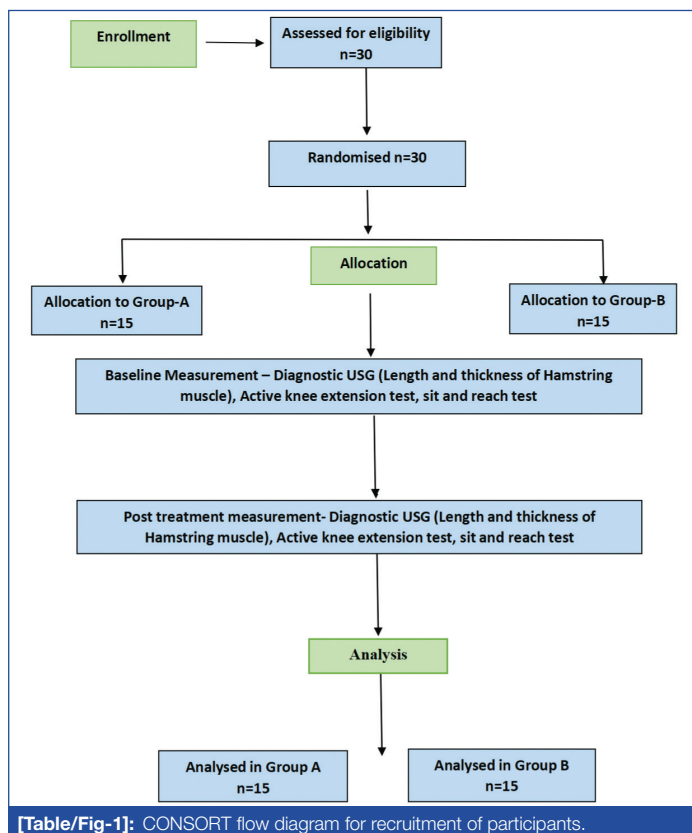 Enrollment
Assessed for eligibility
n=30
Randomised n=30
Allocation
Allocation to Group-A
n=15
Allocation to Group-B
n=15
Baseline Measurement – Diagnostic USG (Length and thickness of Hamstring
muscle), Active knee extension test, sit and reach test
Post treatment measurement- Diagnostic USG (Length and thickness of
Hamstring muscle), Active knee extension test, sit and reach test
Analysis
Analysed in Group A
n=15
Analysed in Group B
n=15
[Table/Fig-1]: CONSORT flow diagram for recruitment of participants.